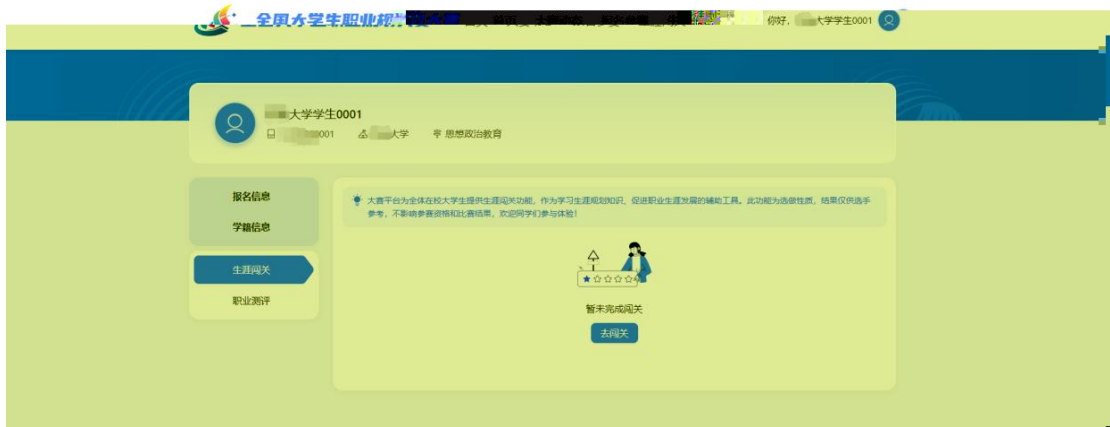 全国大学生职业规
你好, 大学学生0001
大学学生0001
0001 大学 思想政治教育
报名信息
学籍信息
生涯闯关
职业测评
大赛平台为全体在校大学生提供生涯闯关功能，作为学习生涯规划知识、促进职业生涯发展的辅助工具。此功能为选做性质，结果仅供选手
参考，不影响参赛资格和比赛结果，欢迎同学们参与体验！
暂未完成闯关
去闯关